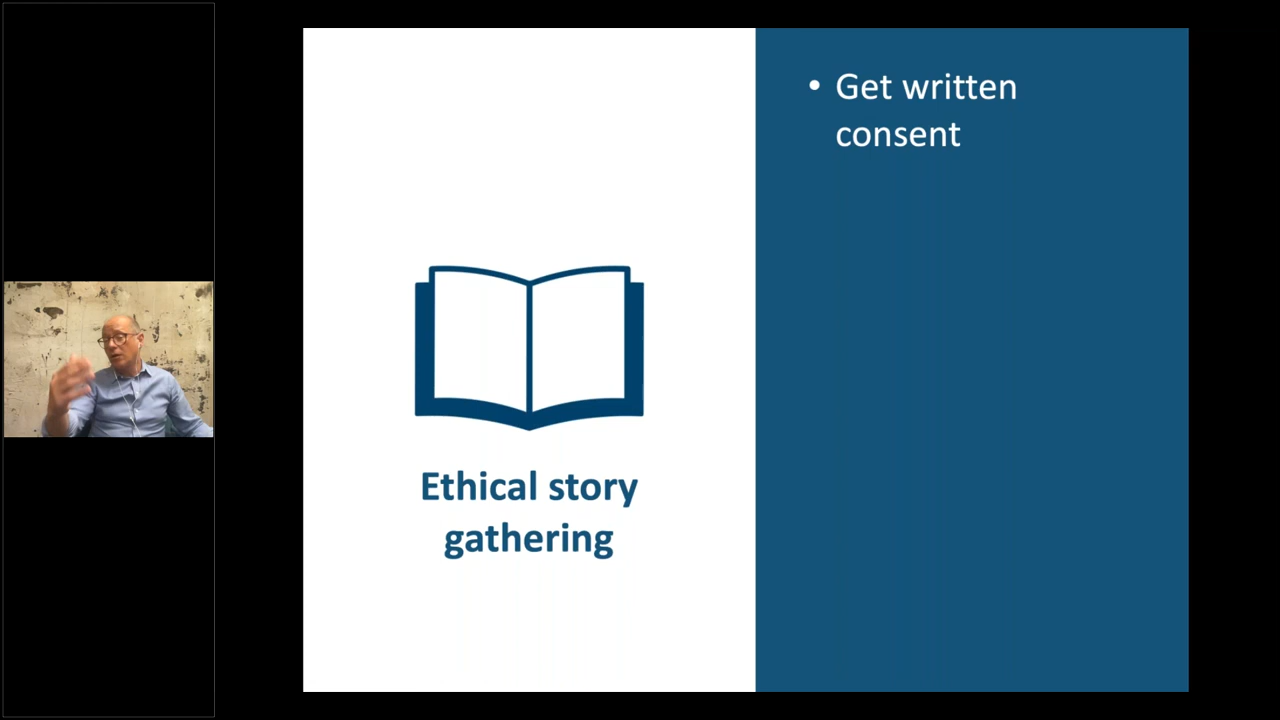 Ethical story
gathering
• Get written
consent